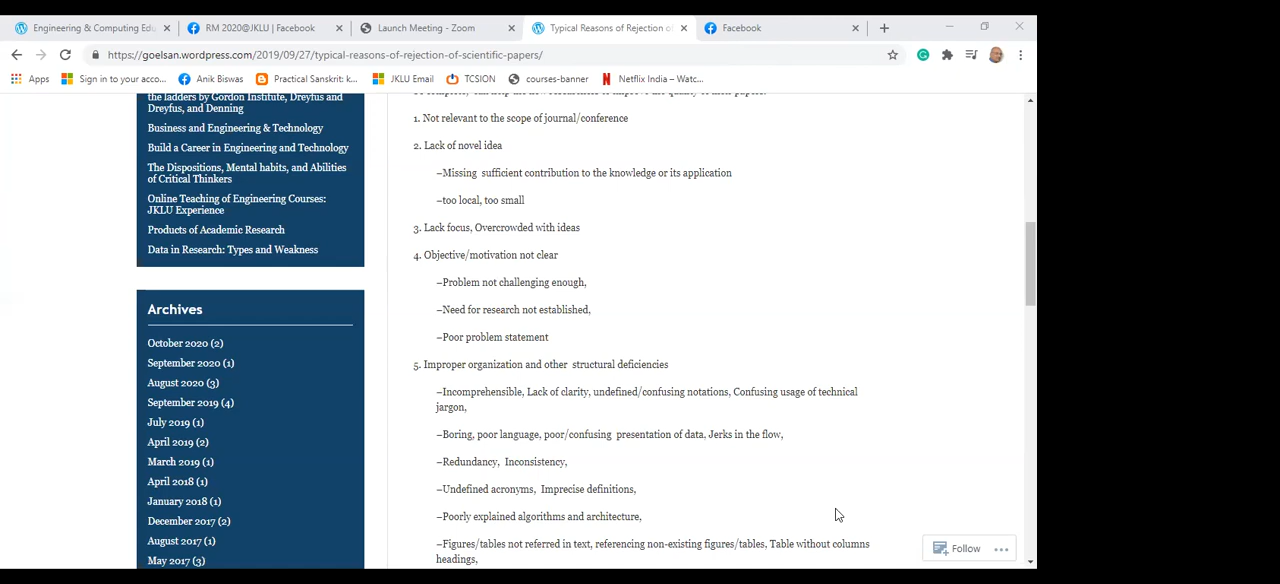 Engineering & Computing Edu
RM 2020@JKLU | Facebook
Launch Meeting - Zoom
Typical Reasons of Rejection o
Facebook
https://goelsan.wordpress.com/2019/09/27/typical-reasons-of-rejection-of-scientific-papers/
Apps
Sign in to your acco...
Anik Biswas
Practical Sanskrit: k...
JKLU Email
TCSION
courses-banner
Netflix India – Watc...
the ladders by Gordon Institute, Dreyfus and
Dreyfus, and Denning
Business and Engineering & Technology
Build a Career in Engineering and Technology
The Dispositions, Mental habits, and Abilities
of Critical Thinkers
Online Teaching of Engineering Courses:
JKLU Experience
Products of Academic Research
Data in Research: Types and Weakness
Archives
October 2020 (2)
September 2020 (1)
August 2020 (3)
September 2019 (4)
July 2019 (1)
April 2019 (2)
March 2019 (1)
April 2018 (1)
January 2018 (1)
December 2017 (2)
August 2017 (1)
May 2017 (3)
1. Not relevant to the scope of journal/conference
2. Lack of novel idea
–Missing sufficient contribution to the knowledge or its application
–too local, too small
3. Lack focus, Overcrowded with ideas
4. Objective/motivation not clear
–Problem not challenging enough,
–Need for research not established,
–Poor problem statement
5. Improper organization and other structural deficiencies
–Incomprehensible, Lack of clarity, undefined/confusing notations, Confusing usage of technical
jargon,
–Boring, poor language, poor/confusing presentation of data, Jerks in the flow,
–Redundancy, Inconsistency,
–Undefined acronyms, Imprecise definitions,
–Poorly explained algorithms and architecture,
–Figures/tables not referred in text, referencing non-existing figures/tables, Table without columns
headings,
Follow